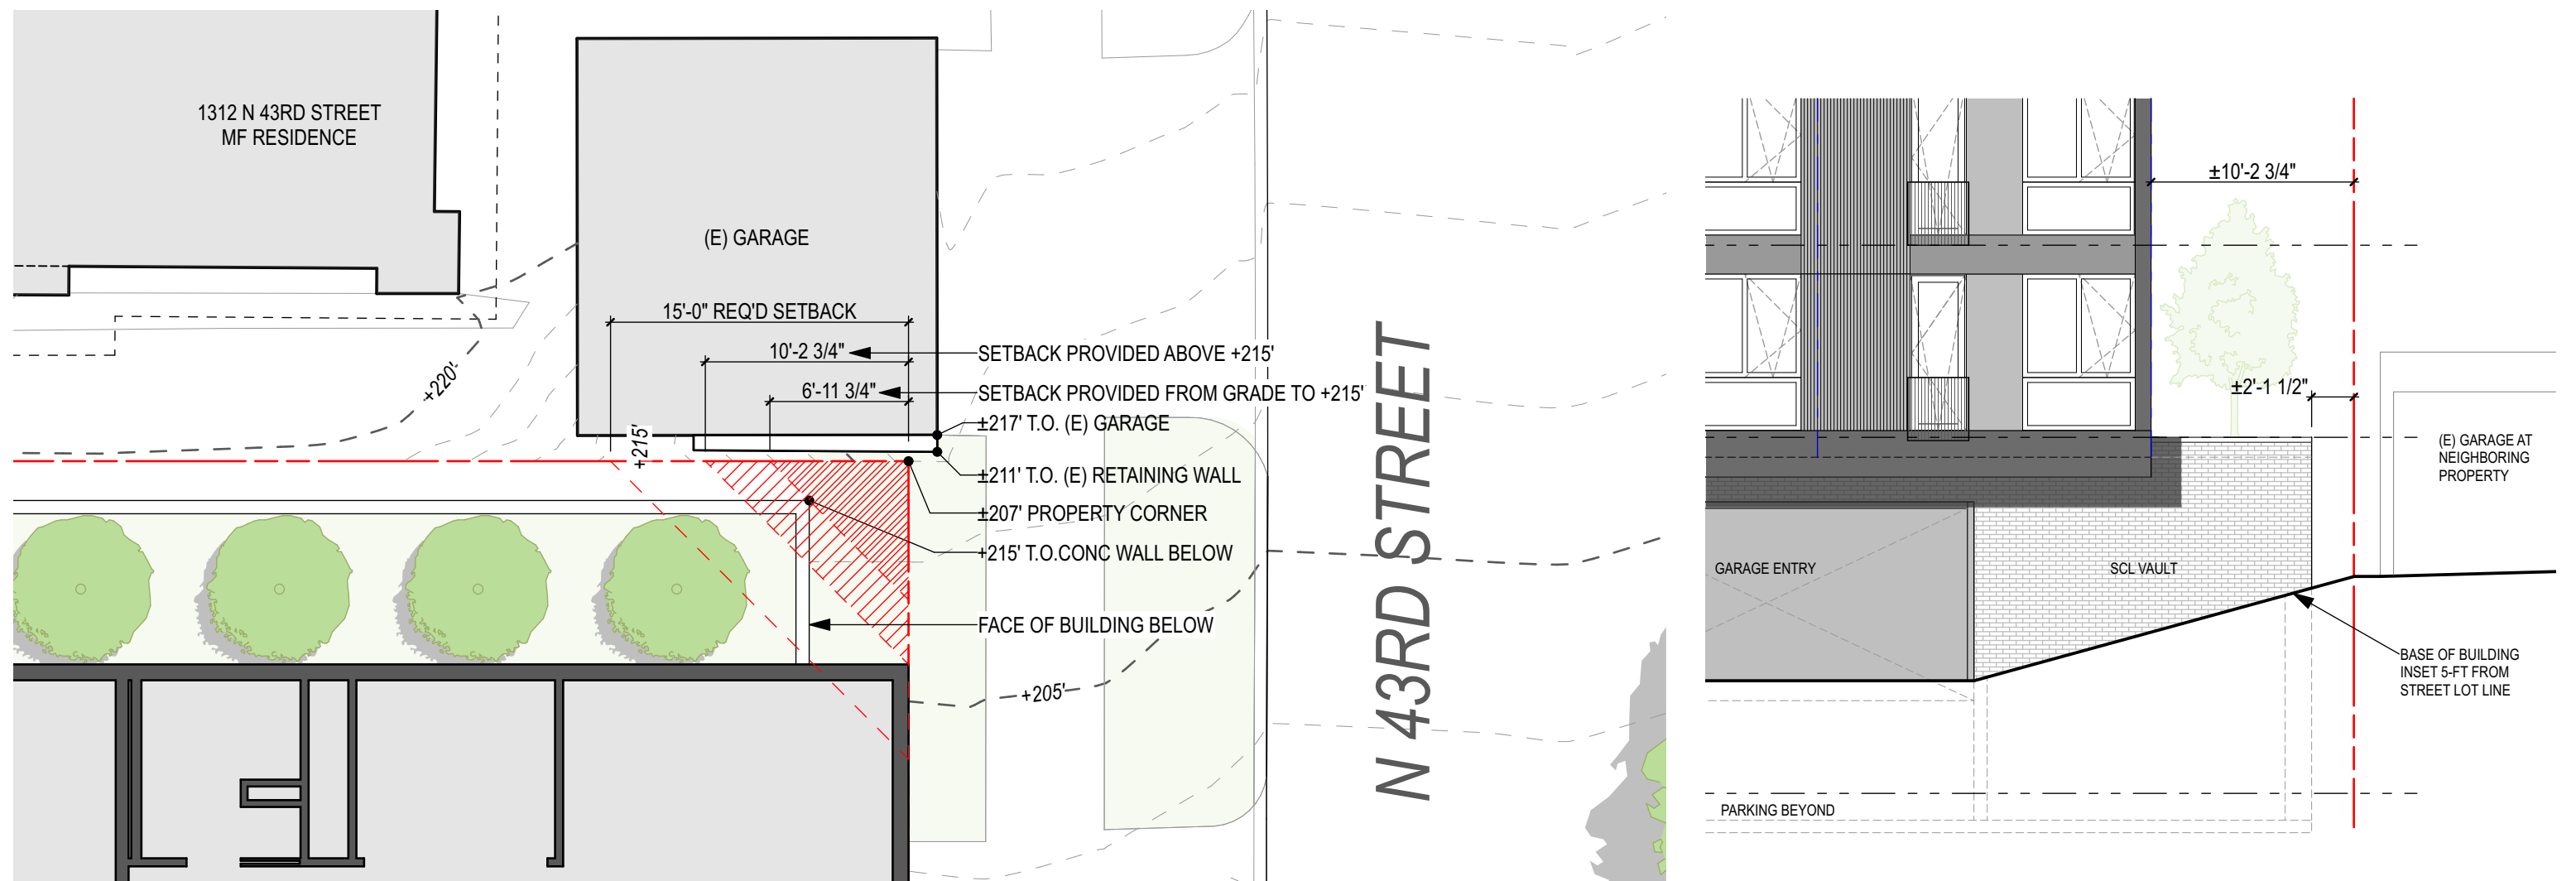 1312 N 43RD STREET
MF RESIDENCE
(E) GARAGE
15'-0" REQ'D SETBACK
10'-2 3/4"
SETBACK PROVIDED ABOVE +215'
6'-11 3/4"
SETBACK PROVIDED FROM GRADE TO +215'
±217' T.O. (E) GARAGE
±211' T.O. (E) RETAINING WALL
±207' PROPERTY CORNER
+215' T.O.CONC WALL BELOW
FACE OF BUILDING BELOW
+220'
+215'
+205'
N 43RD STREET
±10'-2 3/4"
±2'-1 1/2"
(E) GARAGE AT
NEIGHBORING
PROPERTY
GARAGE ENTRY
SCL VAULT
BASE OF BUILDING
INSET 5-FT FROM
STREET LOT LINE
PARKING BEYOND